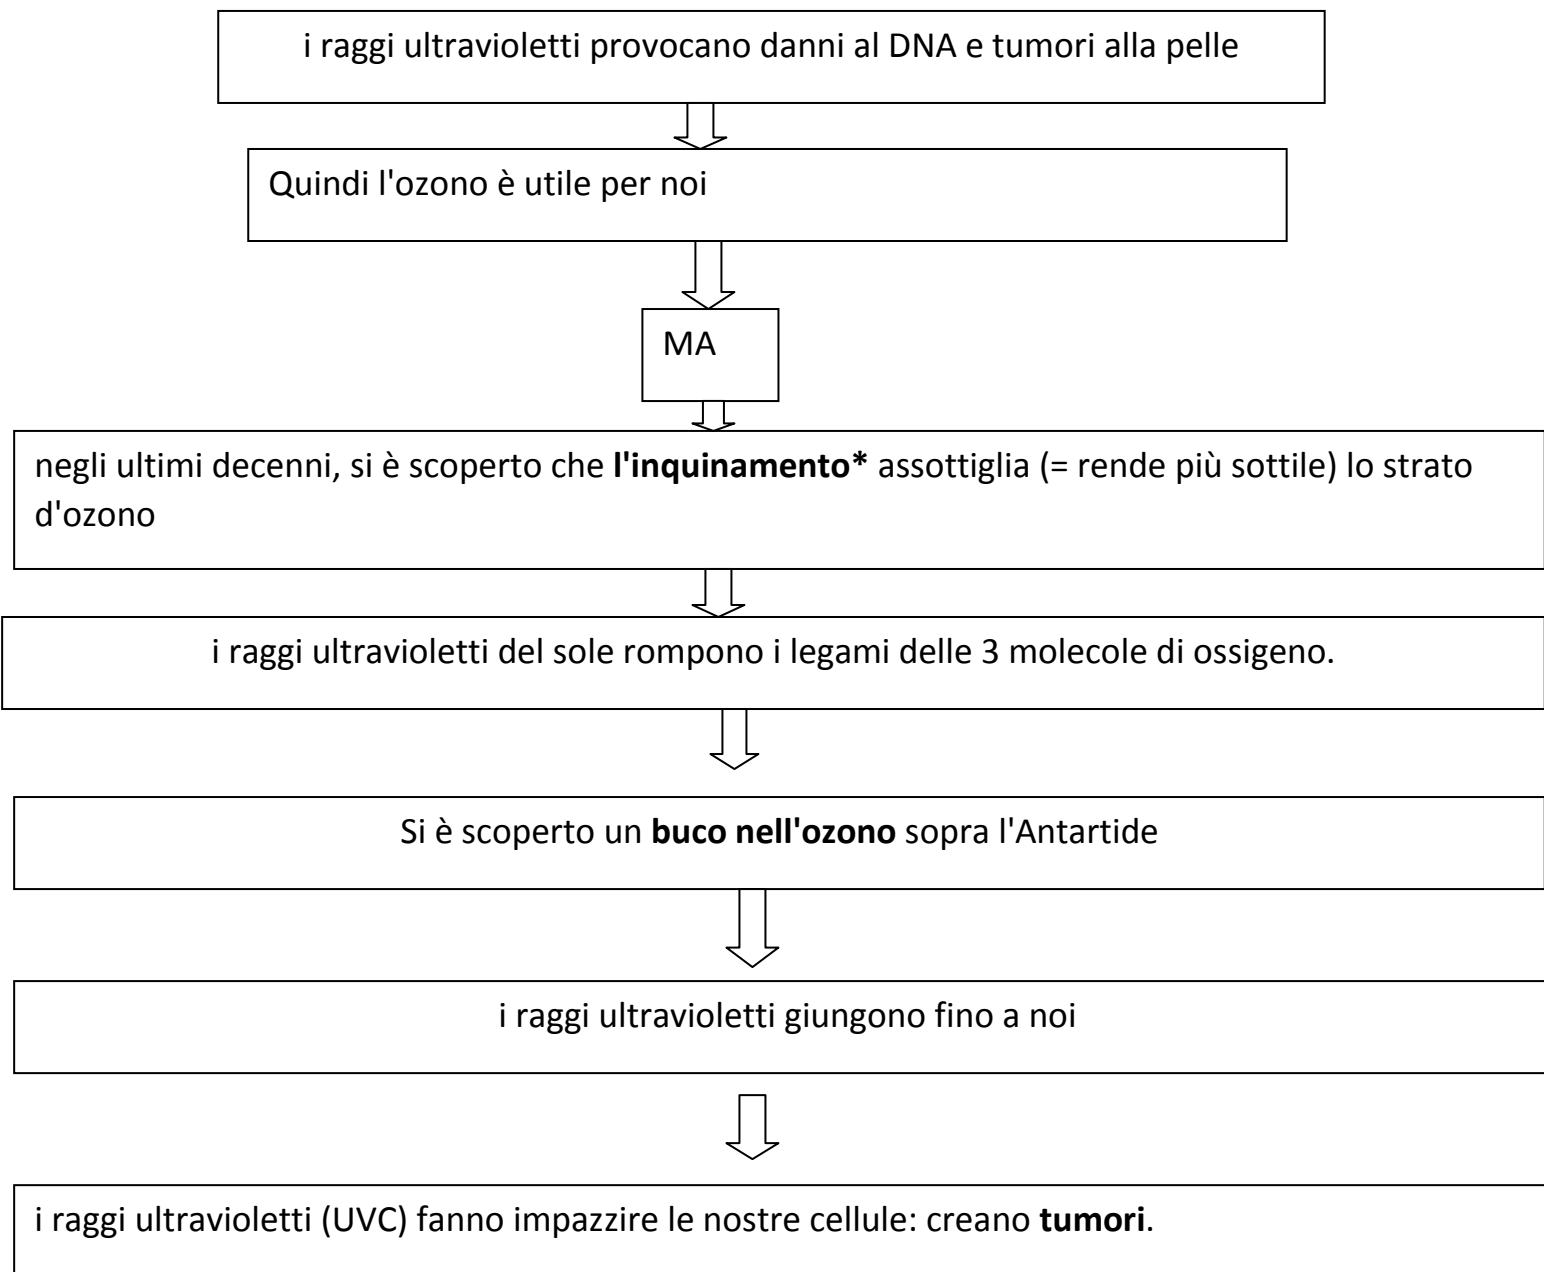 i raggi ultravioletti provocano danni al DNA e tumori alla pelle
Quindi l'ozono è utile per noi
MA
negli ultimi decenni, si è scoperto che l'inquinamento* assottiglia (= rende più sottile) lo strato
d'ozono
i raggi ultravioletti del sole rompono i legami delle 3 molecole di ossigeno.
Si è scoperto un buco nell'ozono sopra l'Antartide
i raggi ultravioletti giungono fino a noi
i raggi ultravioletti (UVC) fanno impazzire le nostre cellule: creano tumori.